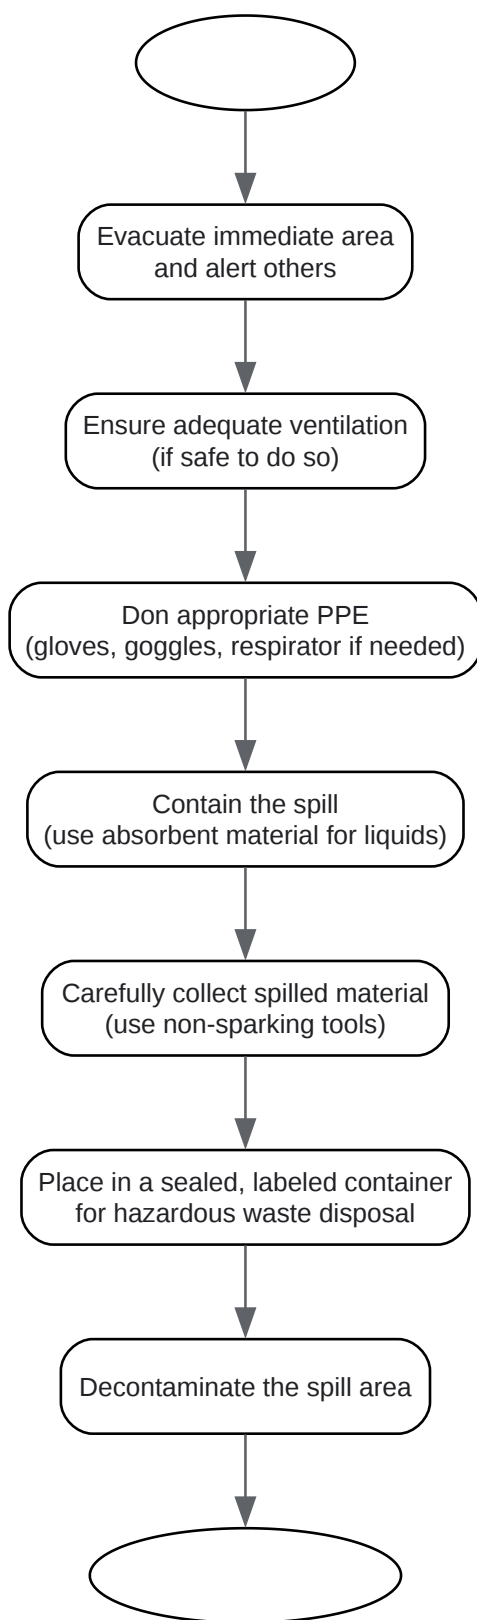 Evacuate immediate area
and alert others
Ensure adequate ventilation
(if safe to do so)
Don appropriate PPE
(gloves, goggles, respirator if needed)
Contain the spill
(use absorbent material for liquids)
Carefully collect spilled material
(use non-sparking tools)
Place in a sealed, labeled container
for hazardous waste disposal
Decontaminate the spill area